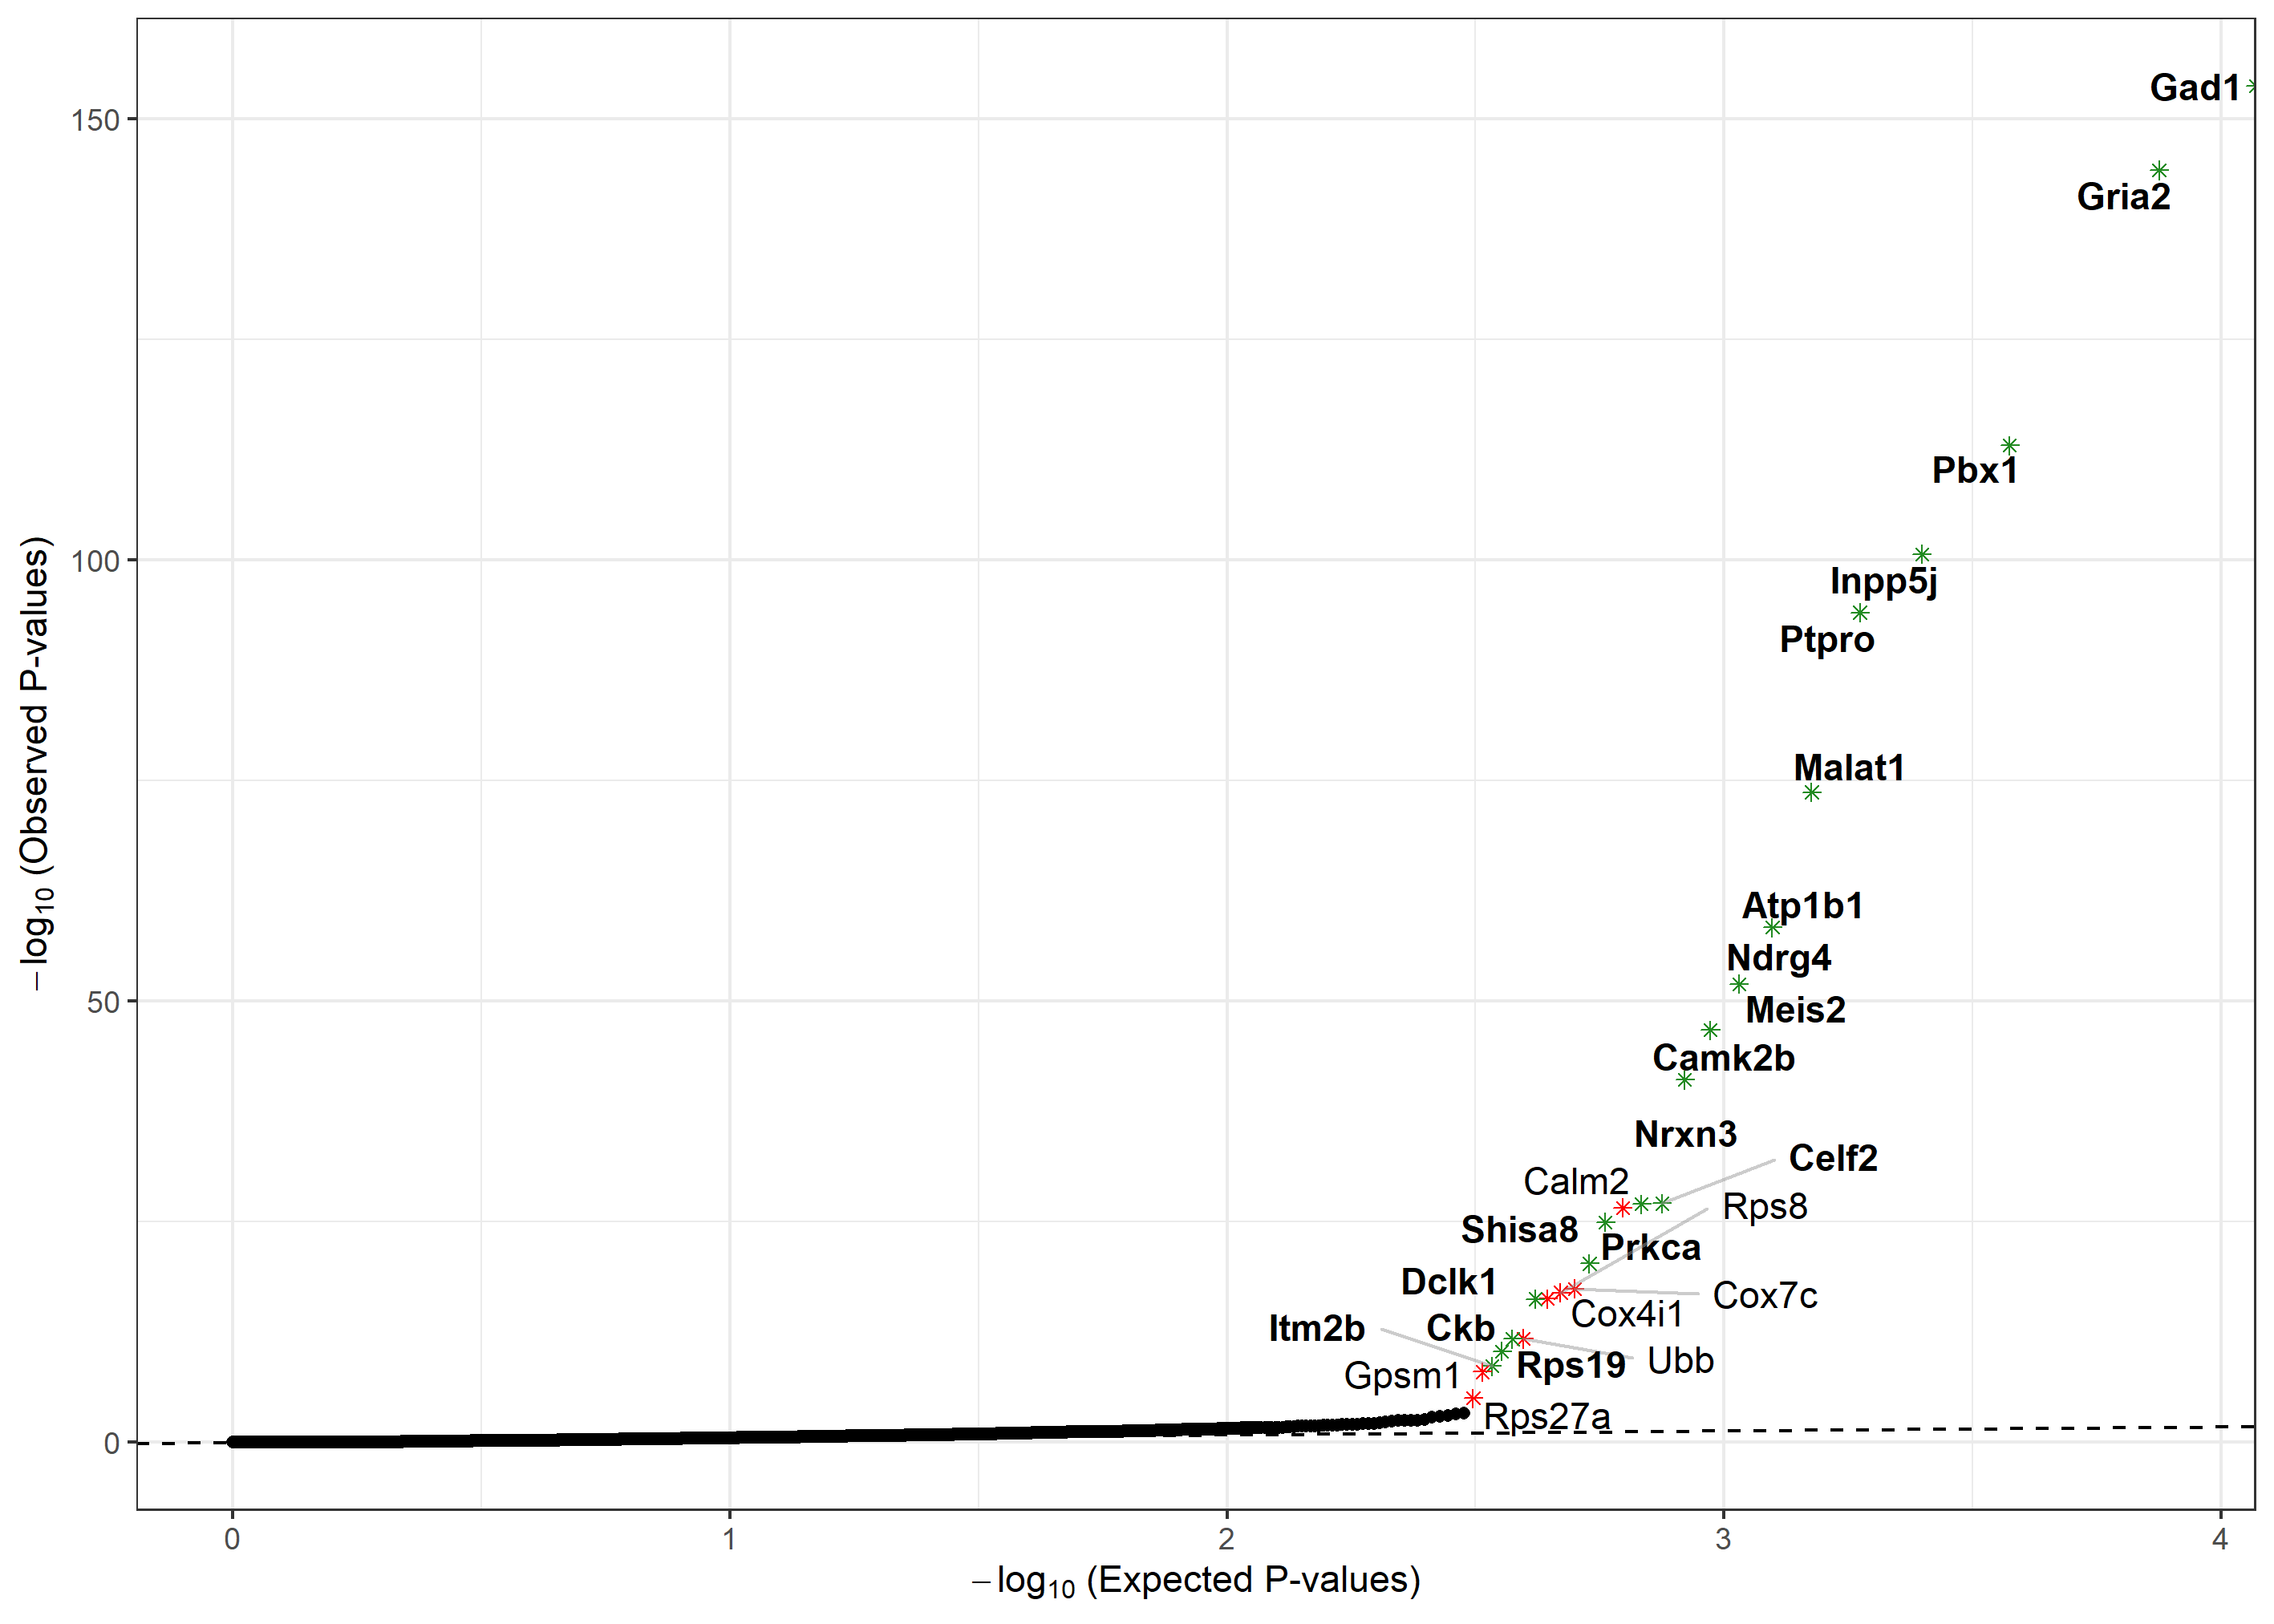 Gad1
150
Gria2
Pbx1
100
Inpp5j
Ptpro
Malat1
Atp1b1
Ndrg4
50
Meis2
Camk2b
Nrxn3
Celf2
Calm2
Rps8
Shisa8
Prkca
Dclk1
Cox7c
Cox4i1
Itm2b
Ckb
Ubb
Rps19
Gpsm1
Rps27a
0
0 1 2 3 4
−log10 (Expected P-values)
−log10 (Observed P-values)